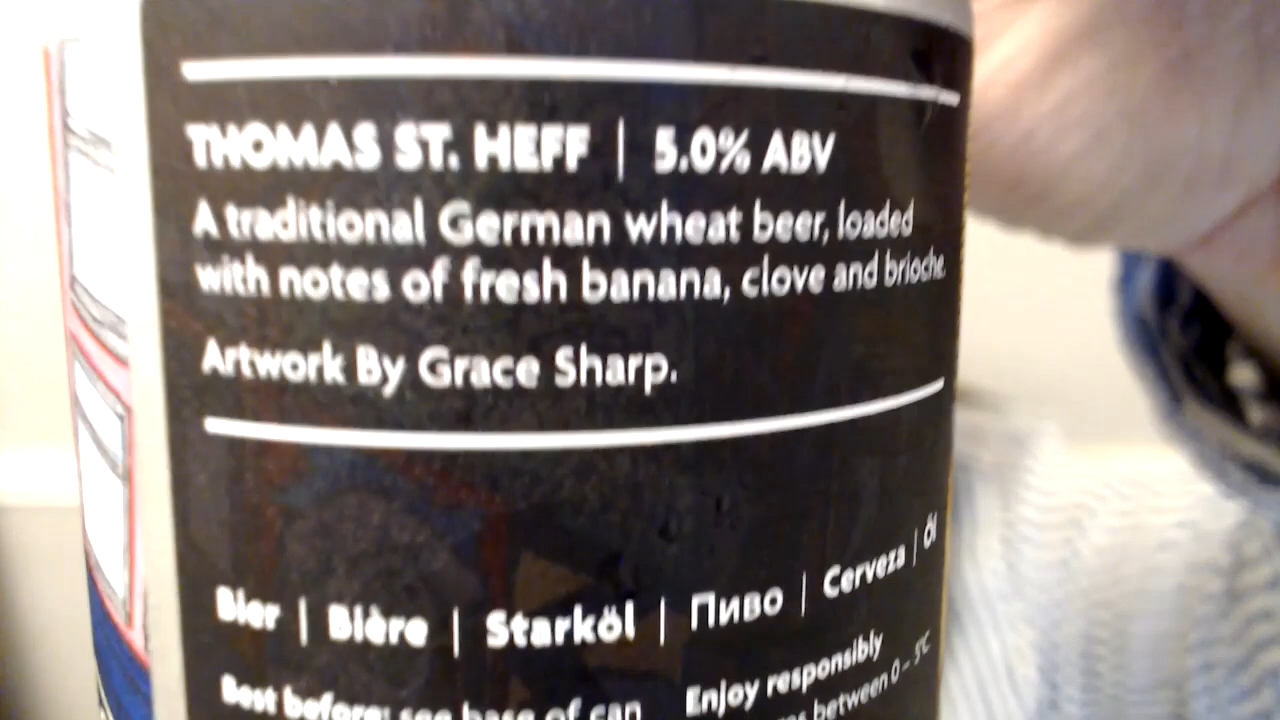 THOMAS ST. HEFF | 5.0% ABV
A traditional German wheat beer, loaded
with notes of fresh banana, clove and brioche.
Artwork By Grace Sharp.
Bier | Bière | Starköl | Пиво | Cerveza | Öl
Best before: see base of can
Enjoy responsibly
between 0 – 5°C